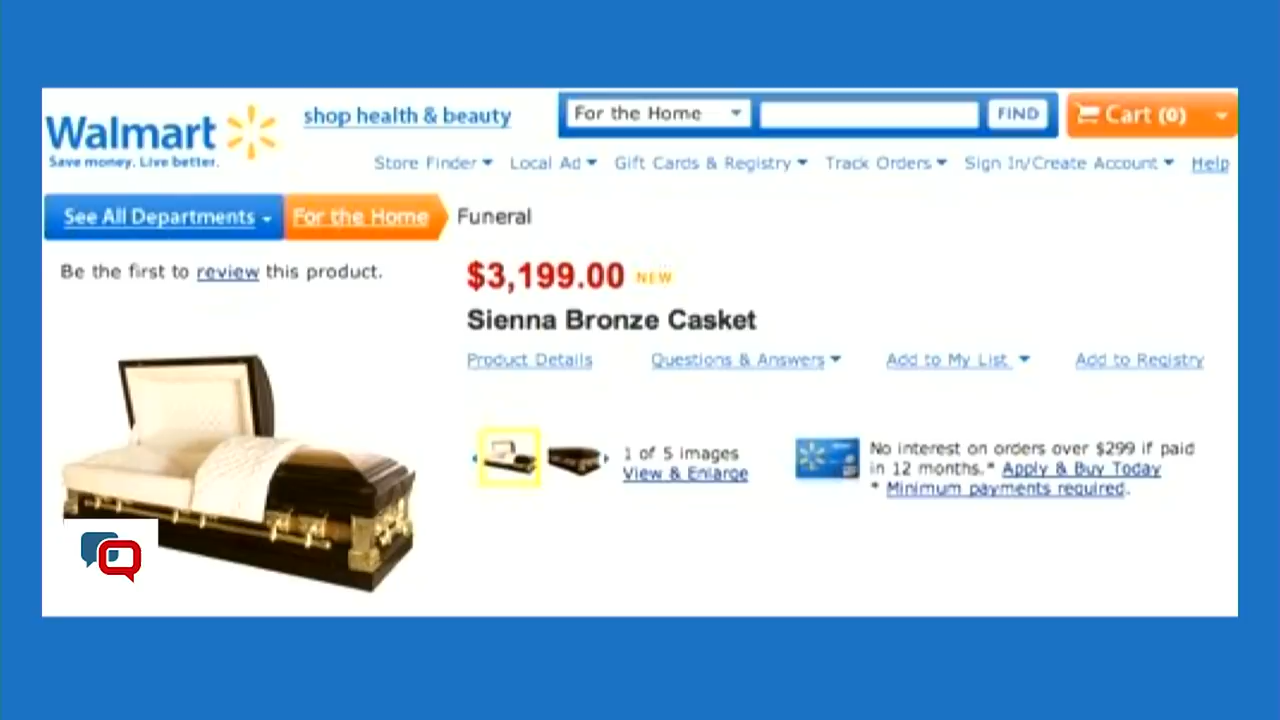 Walmart
Save money. Live better.
shop health & beauty
For the Home
FIND
Cart (0)
Store Finder
Local Ad
Gift Cards & Registry
Track Orders
Sign In/Create Account
Help
See All Departments
For the Home
Funeral
Be the first to review this product.
$3,199.00 NEW
Sienna Bronze Casket
Product Details
Questions & Answers
Add to My List
Add to Registry
1 of 5 images
View & Enlarge
No interest on orders over $299 if paid
in 12 months.* Apply & Buy Today
* Minimum payments required.